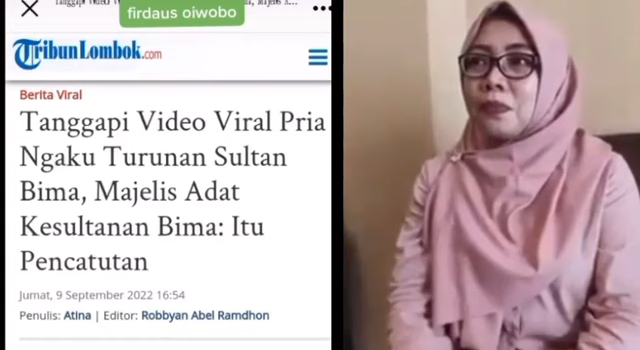 firdaus oiwobo
TribunLombok.com
Berita Viral
Tanggapi Video Viral Pria
Ngaku Turunan Sultan
Bima, Majelis Adat
Kesultanan Bima: Itu
Pencatutan
Jumat, 9 September 2022 16:54
Penulis: Atina | Editor: Robbyan Abel Ramdhon